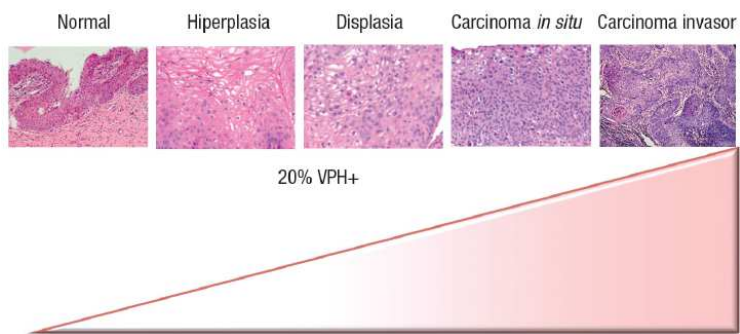 Normal
Hiperplasia
Displasia
Carcinoma in situ
Carcinoma invasor
20% VPH+